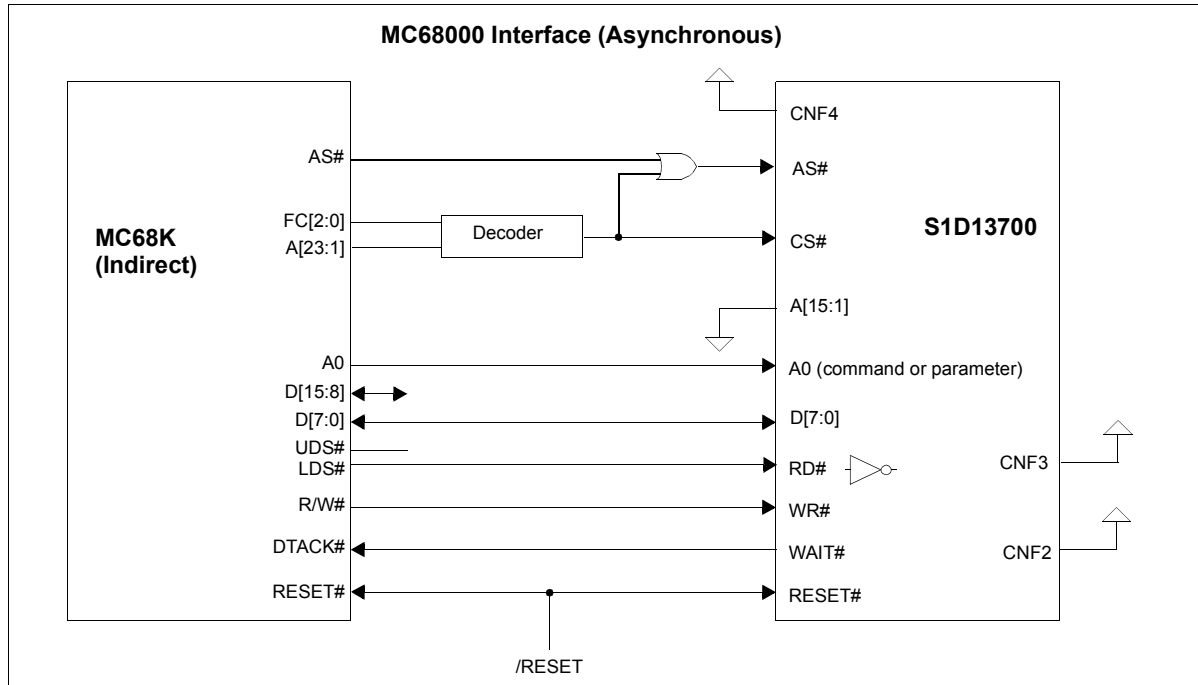 MC68000 Interface (Asynchronous)
MC68K
(Indirect)
AS#
FC[2:0]
A[23:1]
A0
D[15:8]
D[7:0]
UDS#
LDS#
R/W#
DTACK#
RESET#
Decoder
/RESET
S1D13700
CNF4
AS#
CS#
A[15:1]
A0 (command or parameter)
D[7:0]
RD#
WR#
WAIT#
RESET#
CNF3
CNF2